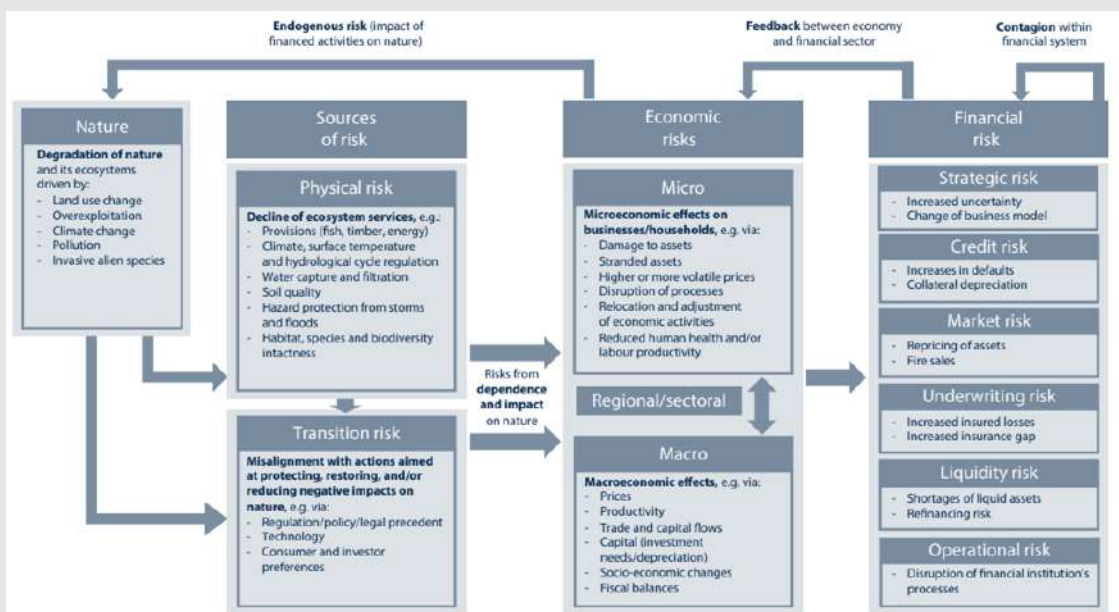 Endogenous risk (impact of
financed activities on nature)
Feedback between economy
and financial sector
Contagion within
financial system
Nature
Degradation of nature
and its ecosystems
driven by:
- Land use change
- Overexploitation
- Climate change
- Pollution
- Invasive alien species
Sources
of risk
Physical risk
Decline of ecosystem services, e.g.:
- Provisions (fish, timber, energy)
- Climate, surface temperature
and hydrological cycle regulation
- Water capture and filtration
- Soil quality
- Hazard protection from storms
and floods
- Habitat, species and biodiversity
intactness
Transition risk
Misalignment with actions aimed
at protecting, restoring, and/or
reducing negative impacts on
nature, e.g. via:
- Regulation/policy/legal precedent
- Technology
- Consumer and investor
preferences
Risks from
dependence
and impact
on nature
Economic
risks
Micro
Microeconomic effects on
businesses/households, e.g. via:
- Damage to assets
- Stranded assets
- Higher or more volatile prices
- Disruption of processes
- Relocation and adjustment
of economic activities
- Reduced human health and/or
labour productivity
Regional/sectoral
Macro
Macroeconomic effects, e.g. via:
- Prices
- Productivity
- Trade and capital flows
- Capital (investment
needs/depreciation)
- Socio-economic changes
- Fiscal balances
Financial
risk
Strategic risk
- Increased uncertainty
- Change of business model
Credit risk
- Increases in defaults
- Collateral depreciation
Market risk
- Repricing of assets
- Fire sales
Underwriting risk
- Increased insured losses
- Increased insurance gap
Liquidity risk
- Shortages of liquid assets
- Refinancing risk
Operational risk
- Disruption of financial institution's
processes